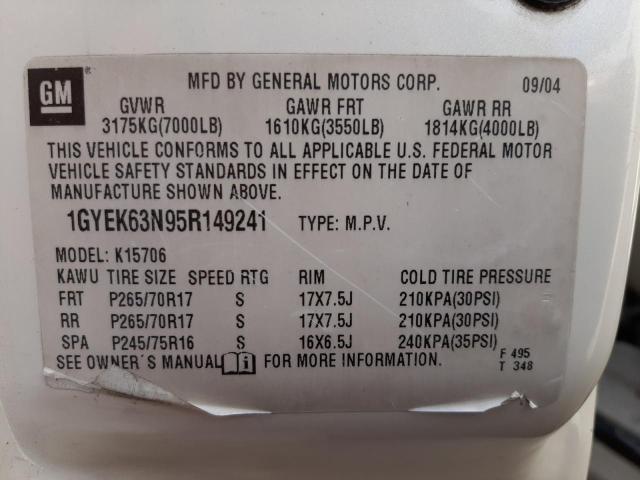 GM ® MFD BY GENERAL MOTORS CORP. 09/04
GVWR GAWR FRT GAWR RR
3175KG(7000LB) 1610KG(3550LB) 1814KG(4000LB)
THIS VEHICLE CONFORMS TO ALL APPLICABLE U.S. FEDERAL MOTOR
VEHICLE SAFETY STANDARDS IN EFFECT ON THE DATE OF
MANUFACTURE SHOWN ABOVE.
1GYEK63N95R149241 TYPE: M.P.V.
MODEL: K15706
KAWU TIRE SIZE SPEED RTG RIM COLD TIRE PRESSURE
FRT P265/70R17 S 17X7.5J 210KPA(30PSI)
RR P265/70R17 S 17X7.5J 210KPA(30PSI)
SPA P245/75R16 S 16X6.5J 240KPA(35PSI)
SEE OWNER'S MANUAL i FOR MORE INFORMATION. F 495
T 348